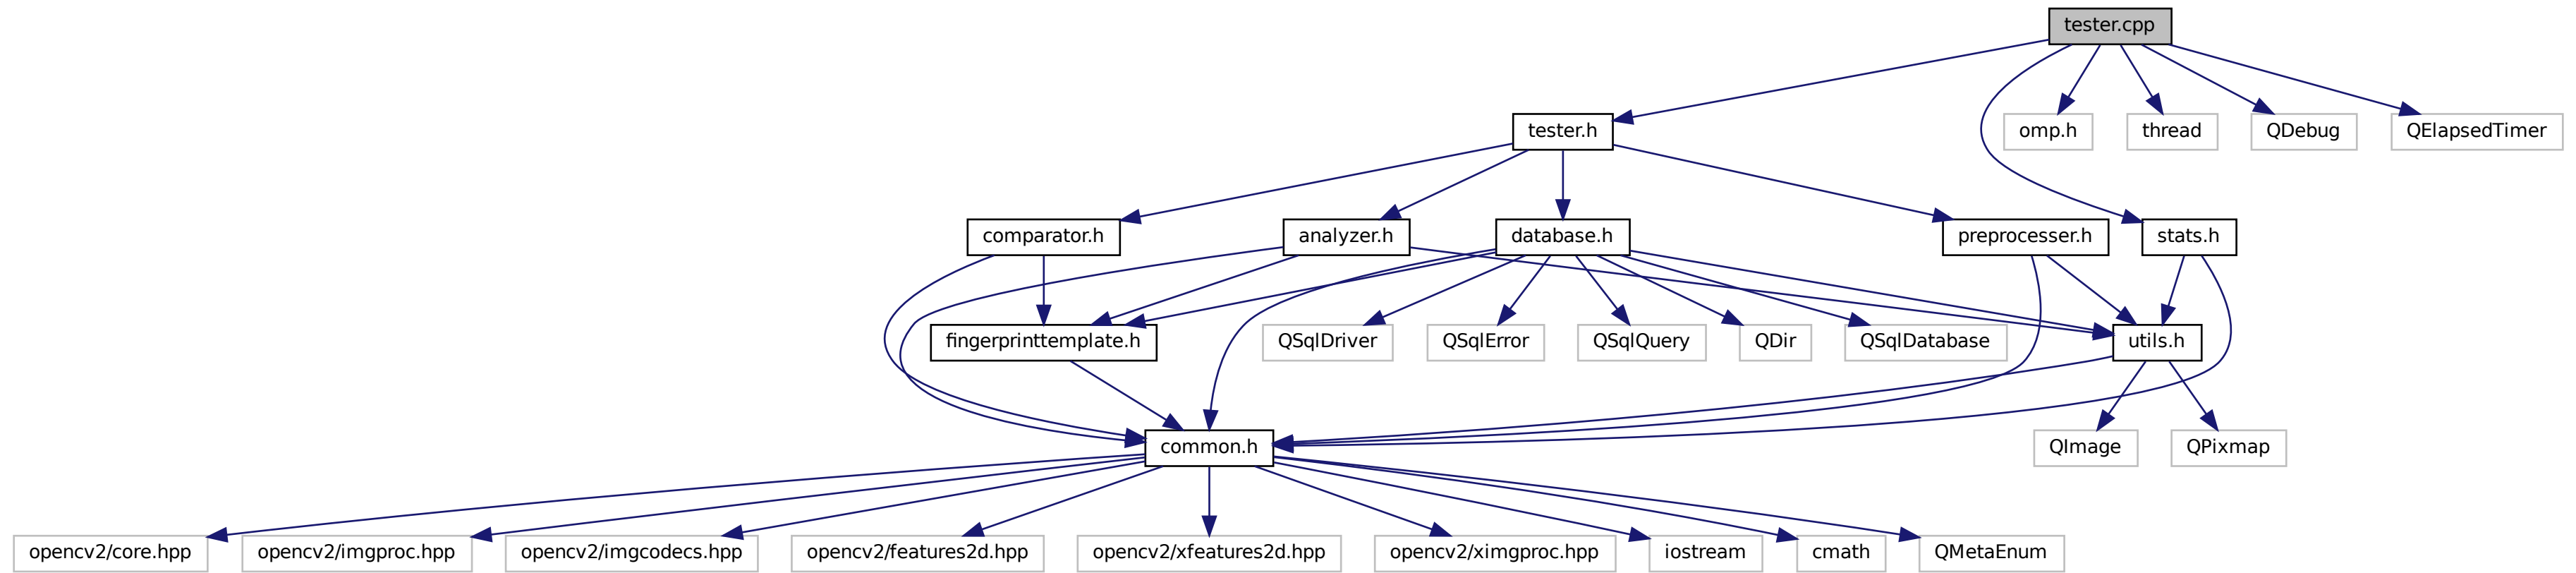 tester.cpp
tester.h
omp.h
thread
QDebug
QElapsedTimer
comparator.h
analyzer.h
database.h
preprocesser.h
stats.h
fingerprinttemplate.h
QSqlDriver
QSqlError
QSqlQuery
QDir
QSqlDatabase
utils.h
common.h
QImage
QPixmap
opencv2/core.hpp
opencv2/imgproc.hpp
opencv2/imgcodecs.hpp
opencv2/features2d.hpp
opencv2/xfeatures2d.hpp
opencv2/ximgproc.hpp
iostream
cmath
QMetaEnum